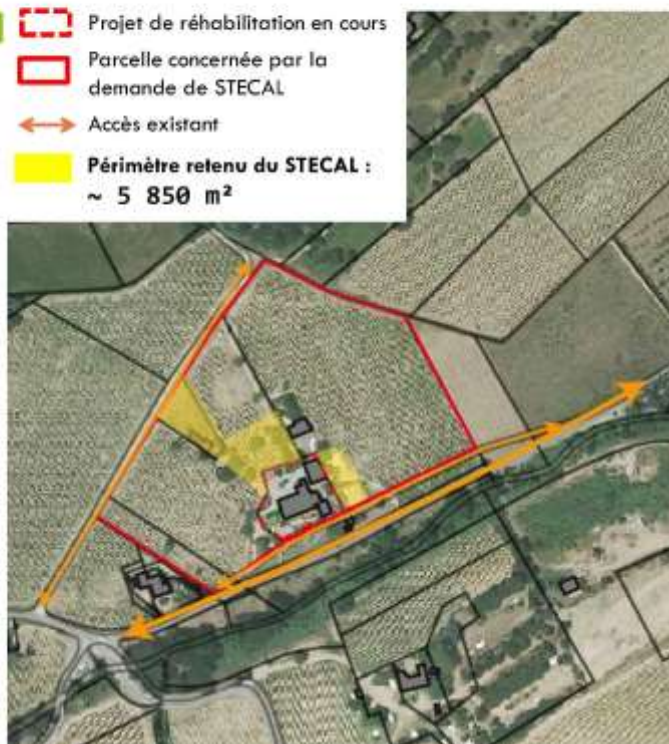 Projet de réhabilitation en cours
Parcelle concernée par la
demande de STECAL
Accès existant
Périmètre retenu du STECAL :
~ 5 850 m²